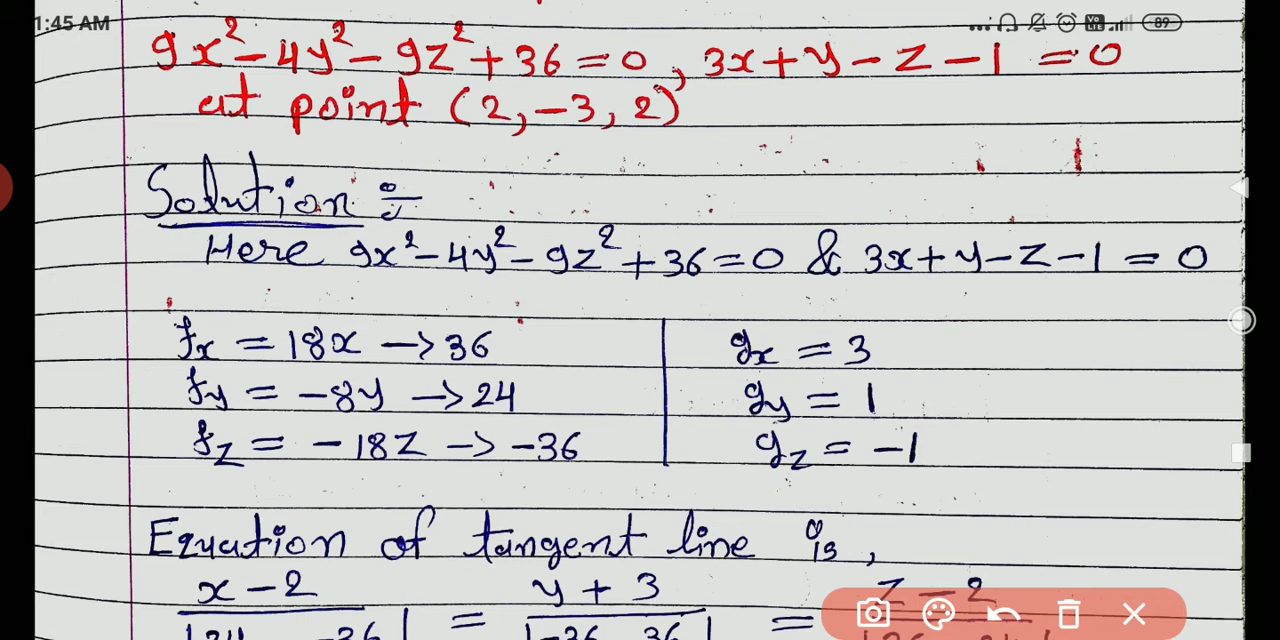 1:45 AM
89
9x² - 4y² - 9z² + 36 = 0, 3x + y - z - 1 = 0
at point (2, -3, 2)
Solution :-
Here 9x² - 4y² - 9z² + 36 = 0 & 3x + y - z - 1 = 0
fx = 18x -> 36
gx = 3
fy = -8y -> 24
gy = 1
fz = -18z -> -36
gz = -1
Equation of tangent line is,
x - 2 = y + 3 = z - 2